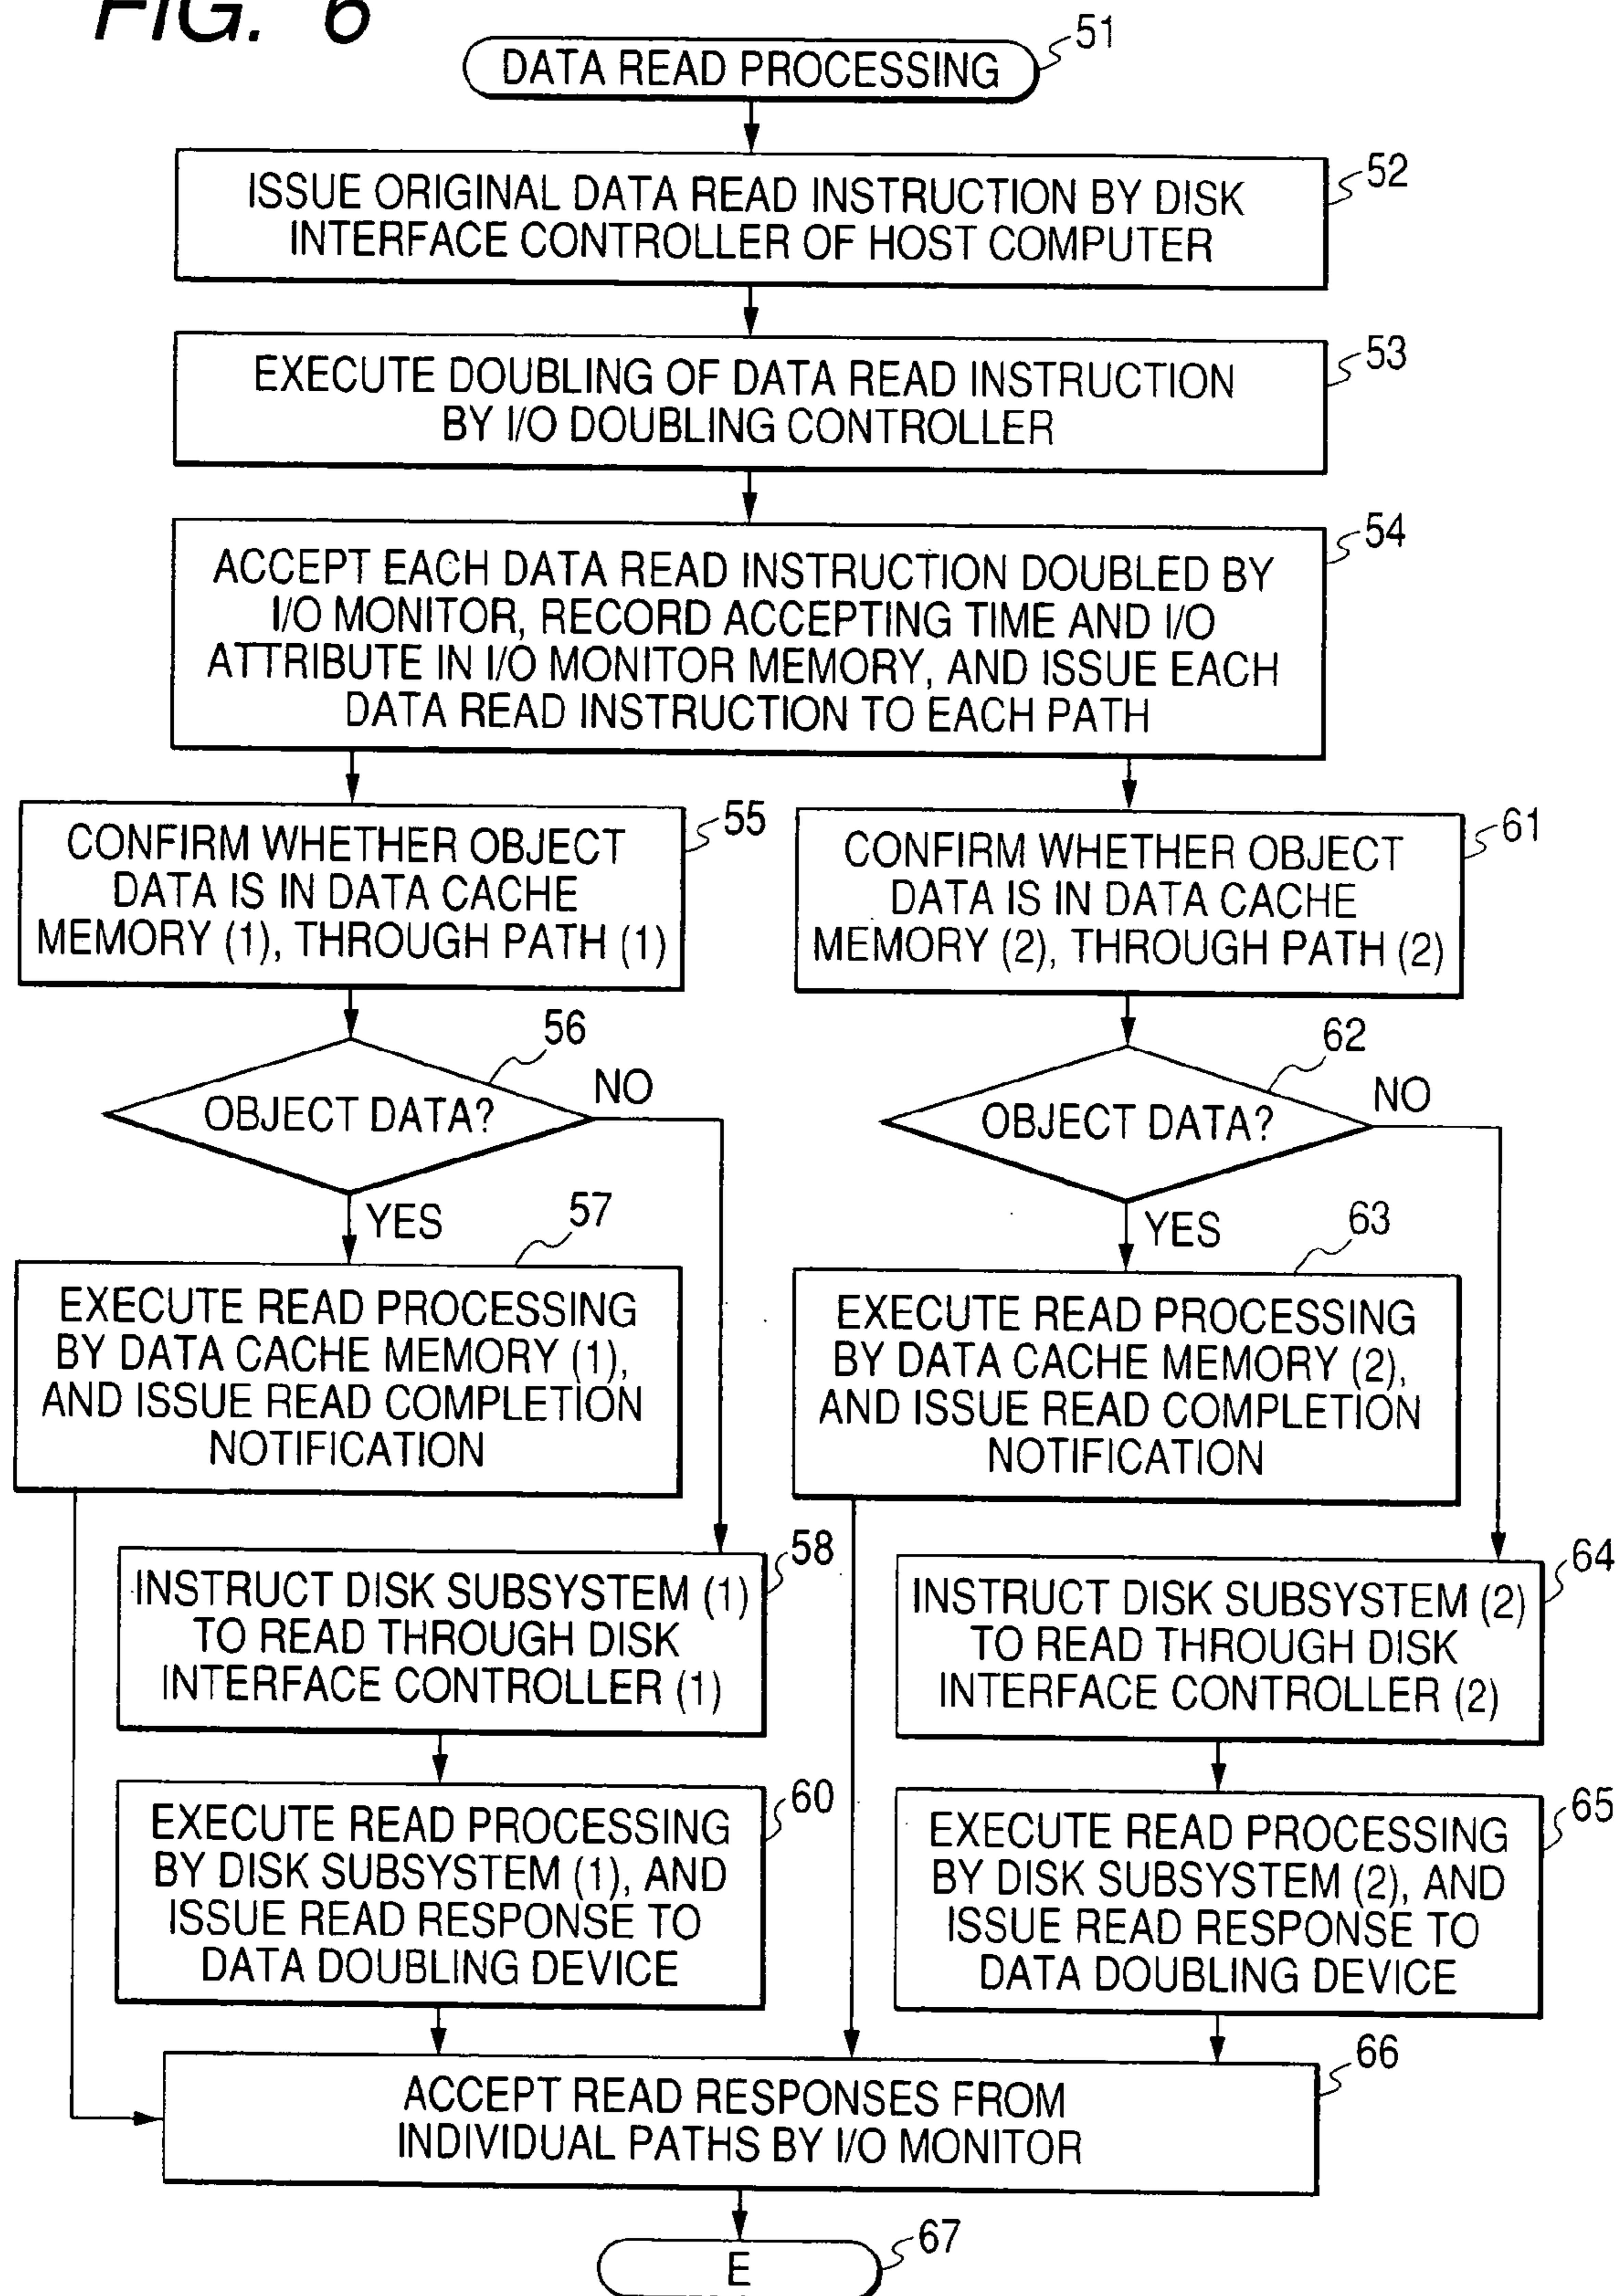 FIG. 6
DATA READ PROCESSING
51
ISSUE ORIGINAL DATA READ INSTRUCTION BY DISK
INTERFACE CONTROLLER OF HOST COMPUTER
52
EXECUTE DOUBLING OF DATA READ INSTRUCTION
BY I/O DOUBLING CONTROLLER
53
ACCEPT EACH DATA READ INSTRUCTION DOUBLED BY
I/O MONITOR, RECORD ACCEPTING TIME AND I/O
ATTRIBUTE IN I/O MONITOR MEMORY, AND ISSUE EACH
DATA READ INSTRUCTION TO EACH PATH
54
CONFIRM WHETHER OBJECT
DATA IS IN DATA CACHE
MEMORY (1), THROUGH PATH (1)
55
CONFIRM WHETHER OBJECT
DATA IS IN DATA CACHE
MEMORY (2), THROUGH PATH (2)
61
OBJECT DATA?
56
NO
YES
OBJECT DATA?
62
NO
YES
EXECUTE READ PROCESSING
BY DATA CACHE MEMORY (1),
AND ISSUE READ COMPLETION
NOTIFICATION
57
EXECUTE READ PROCESSING
BY DATA CACHE MEMORY (2),
AND ISSUE READ COMPLETION
NOTIFICATION
63
INSTRUCT DISK SUBSYSTEM (1)
TO READ THROUGH DISK
INTERFACE CONTROLLER (1)
58
INSTRUCT DISK SUBSYSTEM (2)
TO READ THROUGH DISK
INTERFACE CONTROLLER (2)
64
EXECUTE READ PROCESSING
BY DISK SUBSYSTEM (1), AND
ISSUE READ RESPONSE TO
DATA DOUBLING DEVICE
60
EXECUTE READ PROCESSING
BY DISK SUBSYSTEM (2), AND
ISSUE READ RESPONSE TO
DATA DOUBLING DEVICE
65
ACCEPT READ RESPONSES FROM
INDIVIDUAL PATHS BY I/O MONITOR
66
E
67